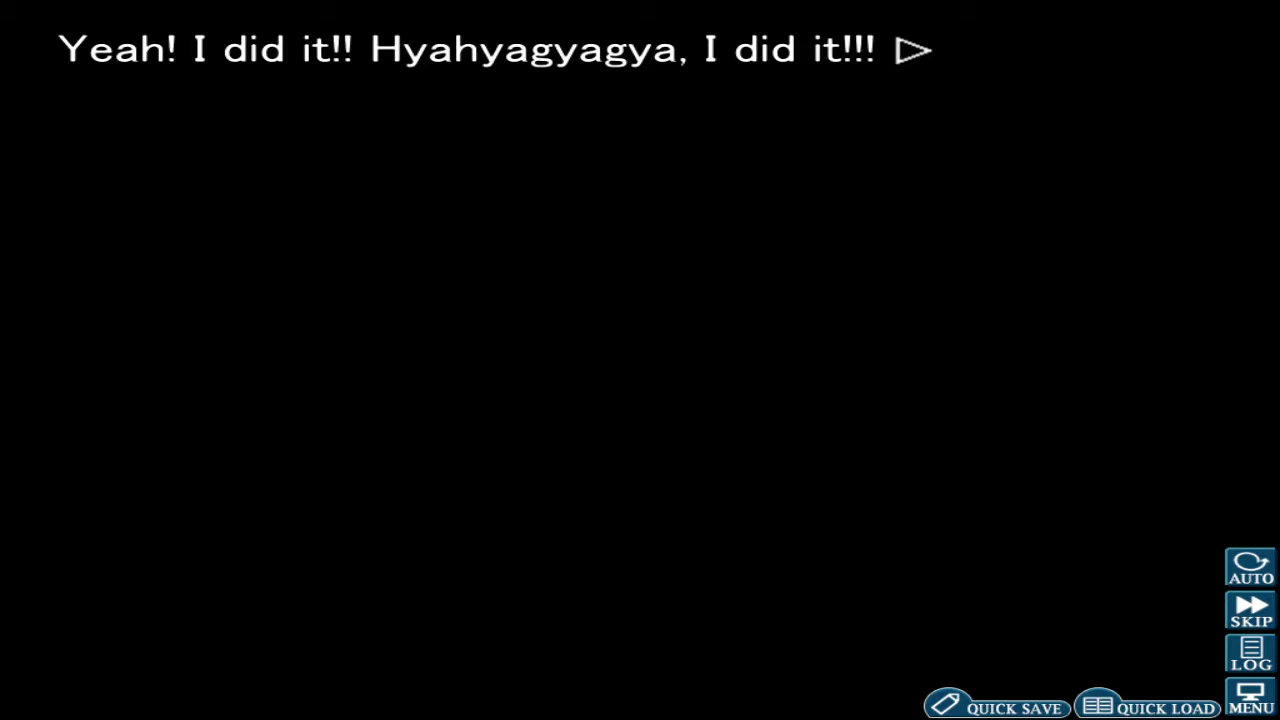 Yeah! I did it!! Hyahyagyagya, I did it!!!
AUTO
SKIP
LOG
QUICK SAVE
QUICK LOAD
MENU